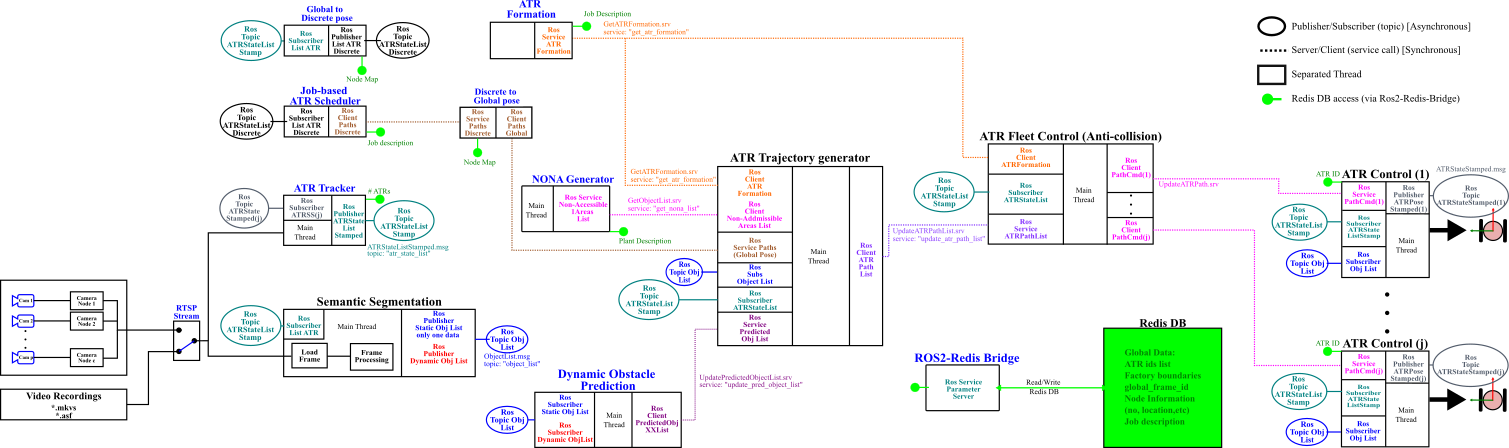 Global to
Discrete pose
Ros
Topic
ATRStateList
Stamp
Ros
Subscriber
List ATR
Ros
Publisher
List ATR
Discrete
Ros
Topic
ATRStateList
Discrete
Node Map
ATR
Formation
Ros
Service
ATR
Formation
Job Description
GetATRFormation.srv
service: "get_atr_formation"
Publisher/Subscriber (topic) [Asynchronous]
Server/Client (service call) [Synchronous]
Separated Thread
Redis DB access (via Ros2-Redis-Bridge)
Job-based
ATR Scheduler
Ros
Topic
ATRStateList
Discrete
Ros
Subscriber
List ATR
Discrete
Ros
Client
Paths
Discrete
Job description
Discrete to
Global pose
Ros
Service
Paths
Discrete
Ros
Client
Paths
Global
Node Map
ATR Tracker
Ros
Topic
ATRState
Stamped(j)
Ros
Subscriber
ATRSS(j)
Main
Thread
Ros
Publisher
ATRState
List
Stamped
# ATRs
Ros
Topic
ATRStateList
Stamp
ATRStateListStamped.msg
topic: "atr_state_list"
NONA Generator
Main
Thread
Ros Service
Non-Accessible
IAreas
List
Plant Description
GetATRFormation.srv
service: "get_atr_formation"
GetObjectList.srv
service: "get_nona_list"
ATR Trajectory generator
Ros
Client
ATR
Formation
Ros
Client
Non-Addmissible
Areas List
Ros
Service Paths
(Global Pose)
Ros
Subs
Object List
Ros
Subscriber
ATRStateList
Ros
Service
Predicted
Obj List
Main
Thread
Ros
Client
ATR
Path
List
Ros
Topic Obj
List
Ros
Topic
ATRStateList
Stamp
UpdateATRPathList.srv
service: "update_atr_path_list"
ATR Fleet Control (Anti-collision)
Ros
Topic
ATRStateList
Stamp
Ros
Client
ATRFormation
Ros
Subscriber
ATRStateList
Ros
Service
ATRPathList
Main
Thread
Ros
Client
PathCmd(1)
Ros
Client
PathCmd(j)
UpdateATRPath.srv
ATR Control (1)
ATR ID
Ros
Service
PathCmd(1)
Ros
Publisher
ATRPose
Stamped(1)
ATRStateStamped.msg
Ros
Topic
ATRState
Stamped(1)
Ros
Topic
ATRStateList
Stamp
Ros
Subscriber
ATRState
ListStamp
Main
Thread
Ros
Topic Obj
List
Ros
Subscriber
Obj List
Cam 1
Camera
Node 1
Cam 2
Camera
Node 2
Camera
Node c
RTSP
Stream
Video Recordings
*.mkvs
*.asf
Semantic Segmentation
Ros
Topic
ATRStateList
Stamp
Ros
Subscriber
List ATR
Main Thread
Load
Frame
Frame
Processing
Ros
Publisher
Static Obj List
only one data
Ros
Publisher
Dynamic Obj List
Ros
Topic Obj
List
ObjectList.msg
topic: "object_list"
Dynamic Obstacle
Prediction
Ros
Topic Obj
List
Ros
Subscriber
Static Obj List
Ros
Subscriber
Dynamic ObjList
Main
Thread
Ros
Client
PredictedObj
XXList
UpdatePredictedObjectList.srv
service: "update_pred_object_list"
ROS2-Redis Bridge
Ros Service
Parameter
Server
Read/Write
Redis DB
Redis DB
Global Data:
ATR ids list
Factory boundaries
global_frame_id
Node Information
(no, location,etc)
Job description
ATR Control (j)
ATR ID
Ros
Service
PathCmd(j)
Ros
Publisher
ATRPose
Stamped(j)
Ros
Topic
ATRState
Stamped(j)
Ros
Topic
ATRStateList
Stamp
Ros
Subscriber
ATRState
ListStamp
Main
Thread
Ros
Topic Obj
List
Ros
Subscriber
Obj List